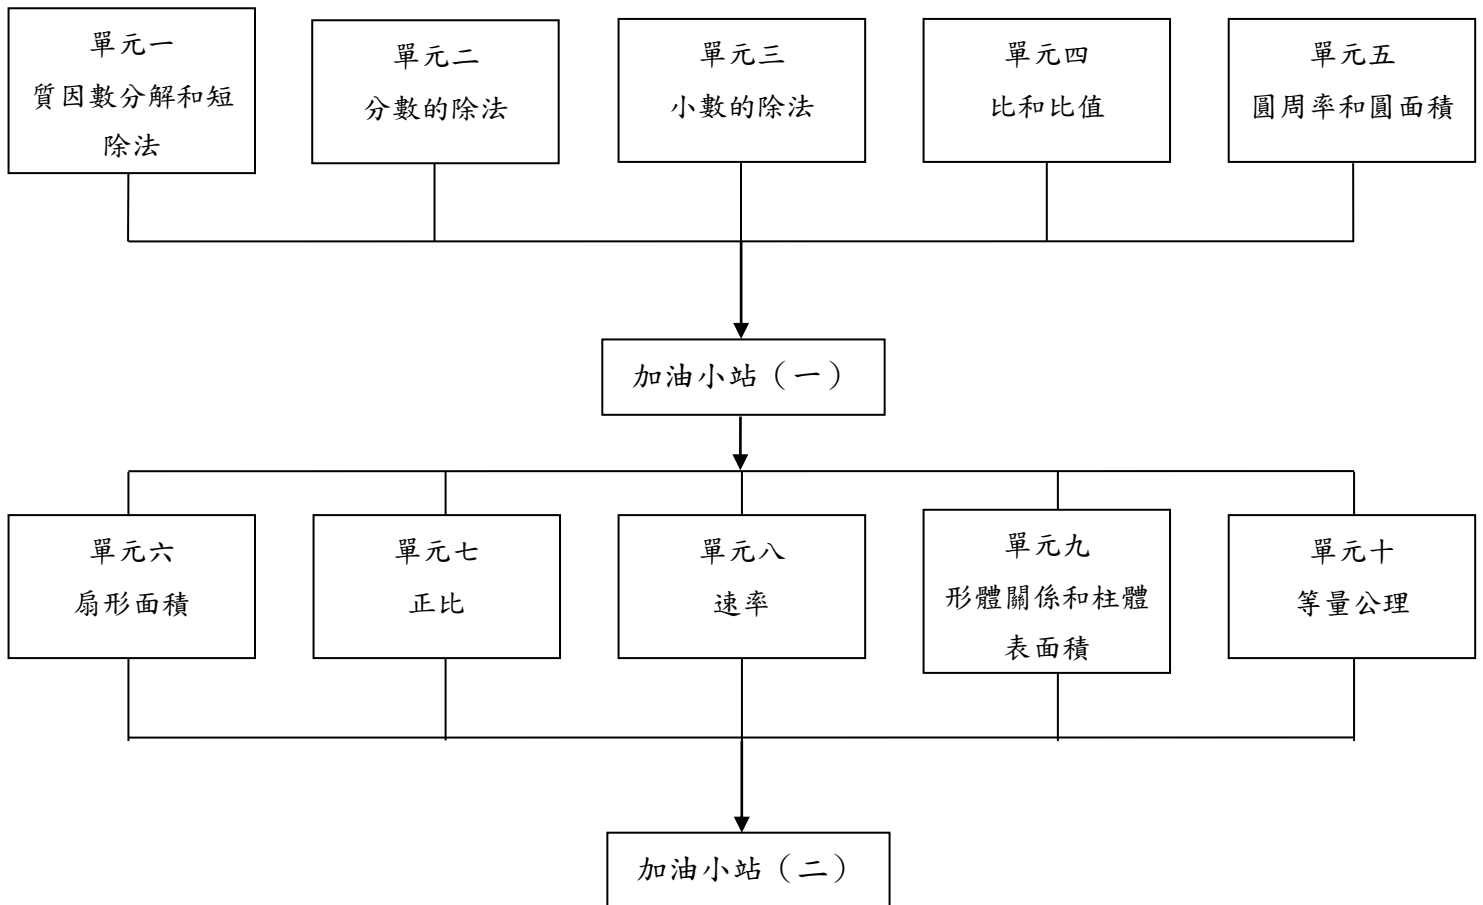 單元一
質因數分解和短
除法
單元二
分數的除法
單元三
小數的除法
單元四
比和比值
單元五
圓周率和圓面積
加油小站（一）
單元六
扇形面積
單元七
正比
單元八
速率
單元九
形體關係和柱體
表面積
單元十
等量公理
加油小站（二）